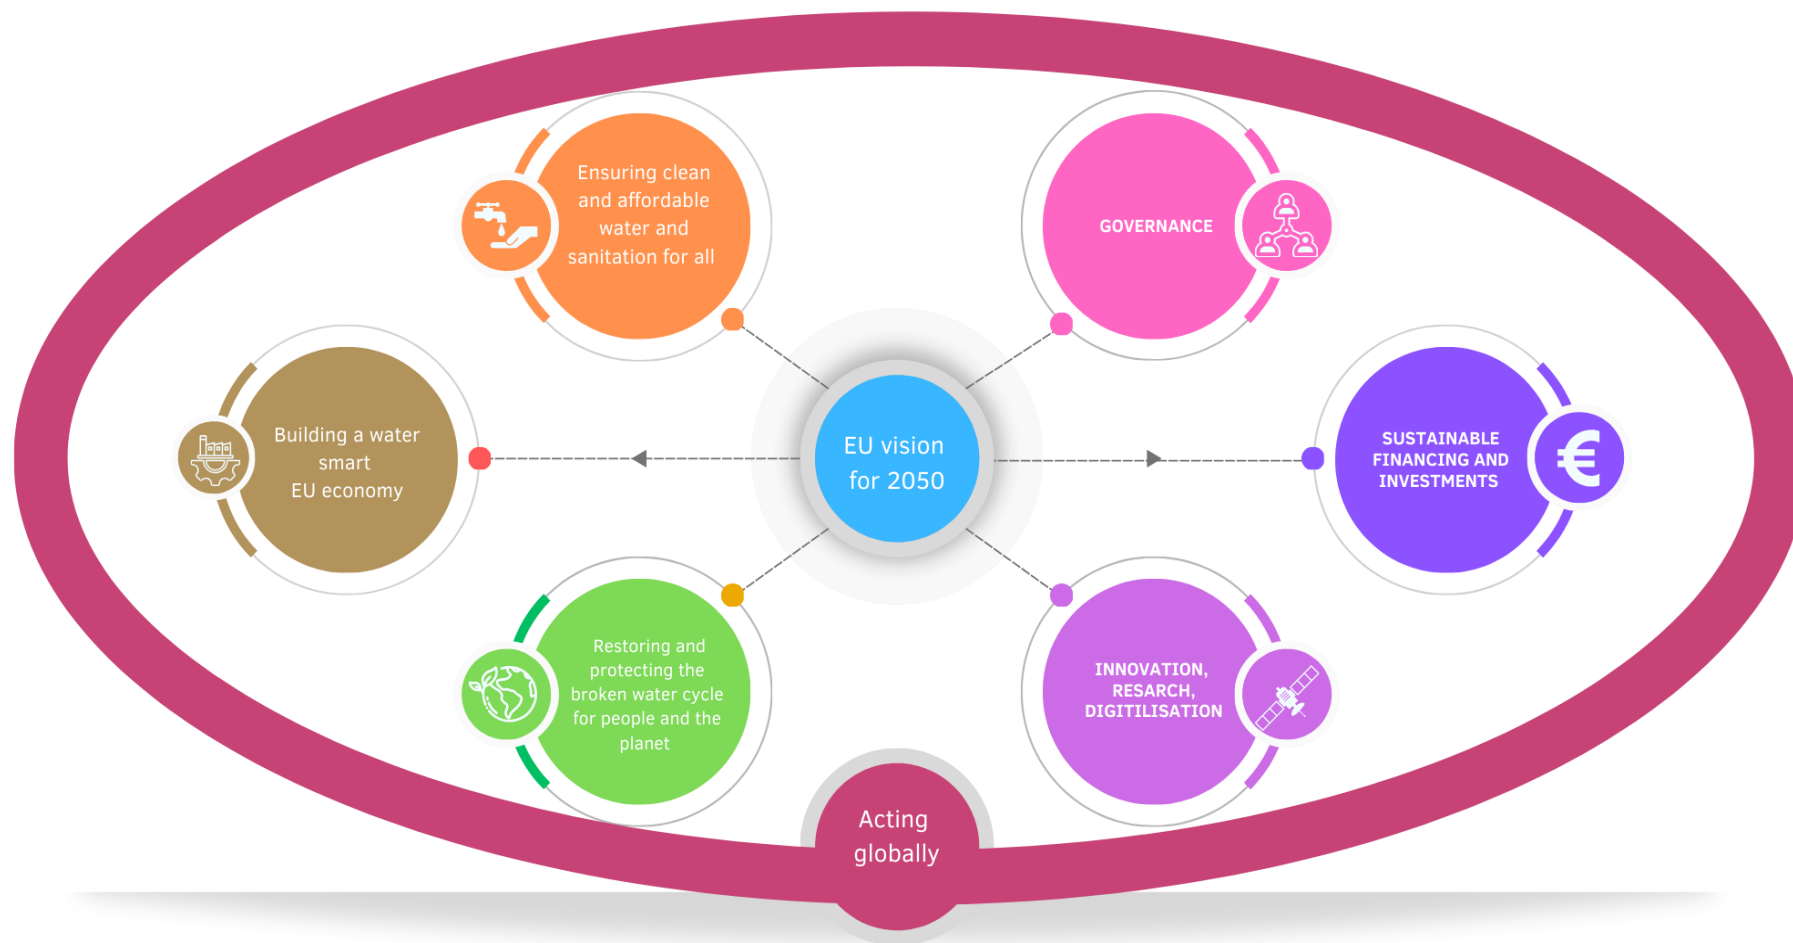 Ensuring clean
and affordable
water and
sanitation for all
GOVERNANCE
Building a water
smart
EU economy
EU vision
for 2050
SUSTAINABLE
FINANCING AND
INVESTMENTS
Restoring and
protecting the
broken water cycle
for people and the
planet
INNOVATION,
RESARCH,
DIGITILISATION
Acting
globally